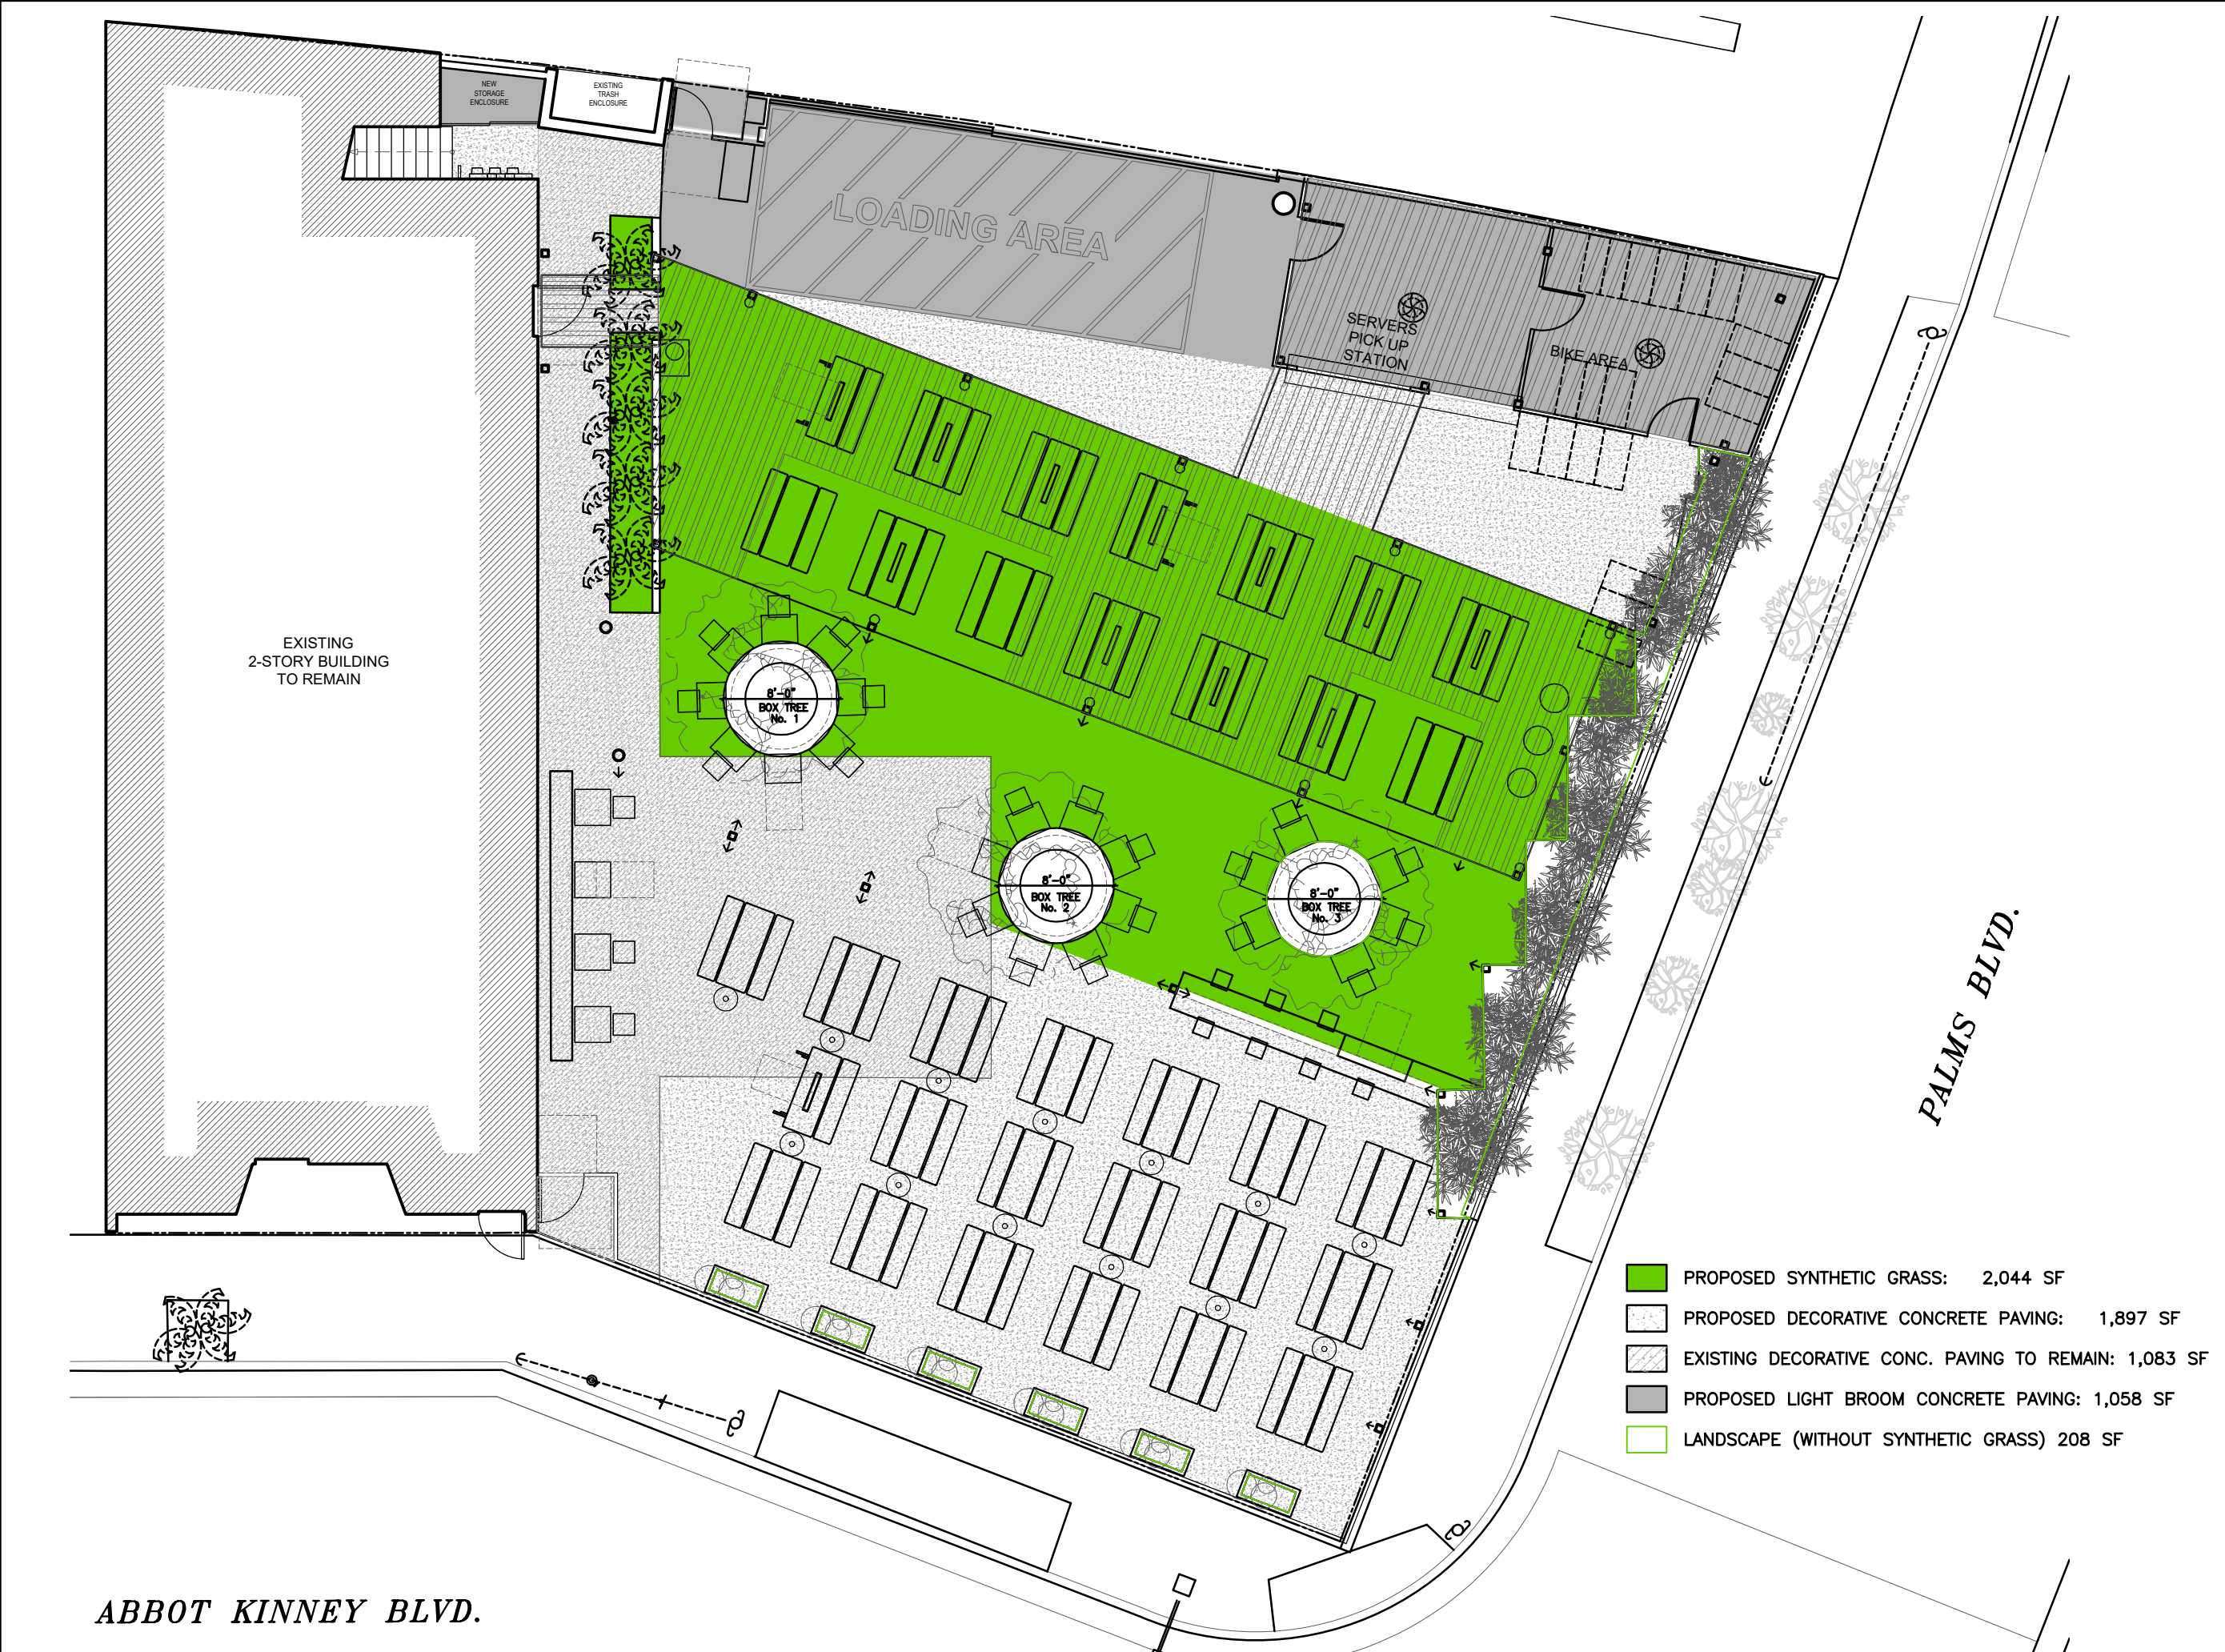 NEW
STORAGE
ENCLOSURE
EXISTING
TRASH
ENCLOSURE
LOADING AREA
SERVERS
PICK UP
STATION
BIKE AREA
EXISTING
2-STORY BUILDING
TO REMAIN
8'-0"
BOX TREE
No. 1
8'-0"
BOX TREE
No. 2
8'-0"
BOX TREE
No. 3
PALMS BLVD.
PROPOSED SYNTHETIC GRASS: 2,044 SF
PROPOSED DECORATIVE CONCRETE PAVING: 1,897 SF
EXISTING DECORATIVE CONC. PAVING TO REMAIN: 1,083 SF
PROPOSED LIGHT BROOM CONCRETE PAVING: 1,058 SF
LANDSCAPE (WITHOUT SYNTHETIC GRASS) 208 SF
ABBOT KINNEY BLVD.